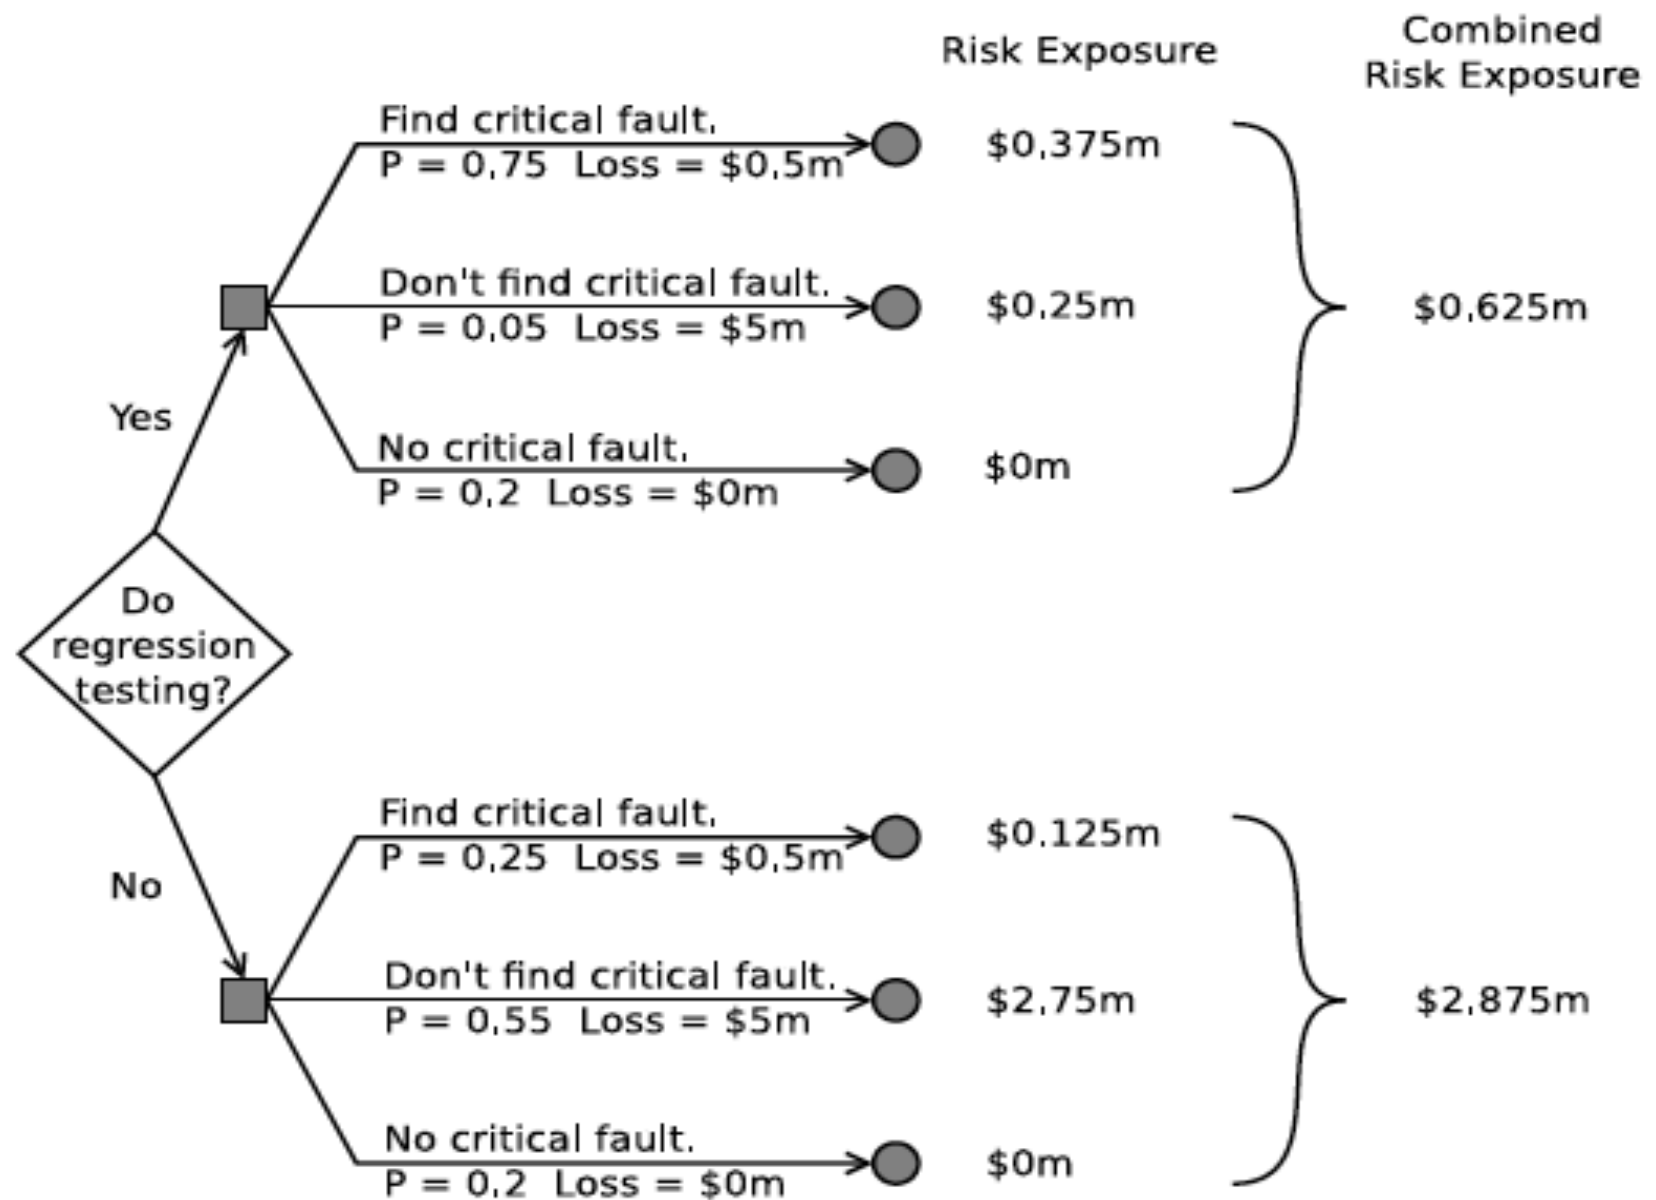 Risk Exposure
Combined
Risk Exposure
Find critical fault.
P = 0.75 Loss = $0.5m
$0.375m
Don't find critical fault.
P = 0.05 Loss = $5m
$0.25m
$0.625m
No critical fault.
P = 0.2 Loss = $0m
$0m
Yes
Do
regression
testing?
No
Find critical fault.
P = 0.25 Loss = $0.5m
$0.125m
Don't find critical fault.
P = 0.55 Loss = $5m
$2.75m
$2.875m
No critical fault.
P = 0.2 Loss = $0m
$0m